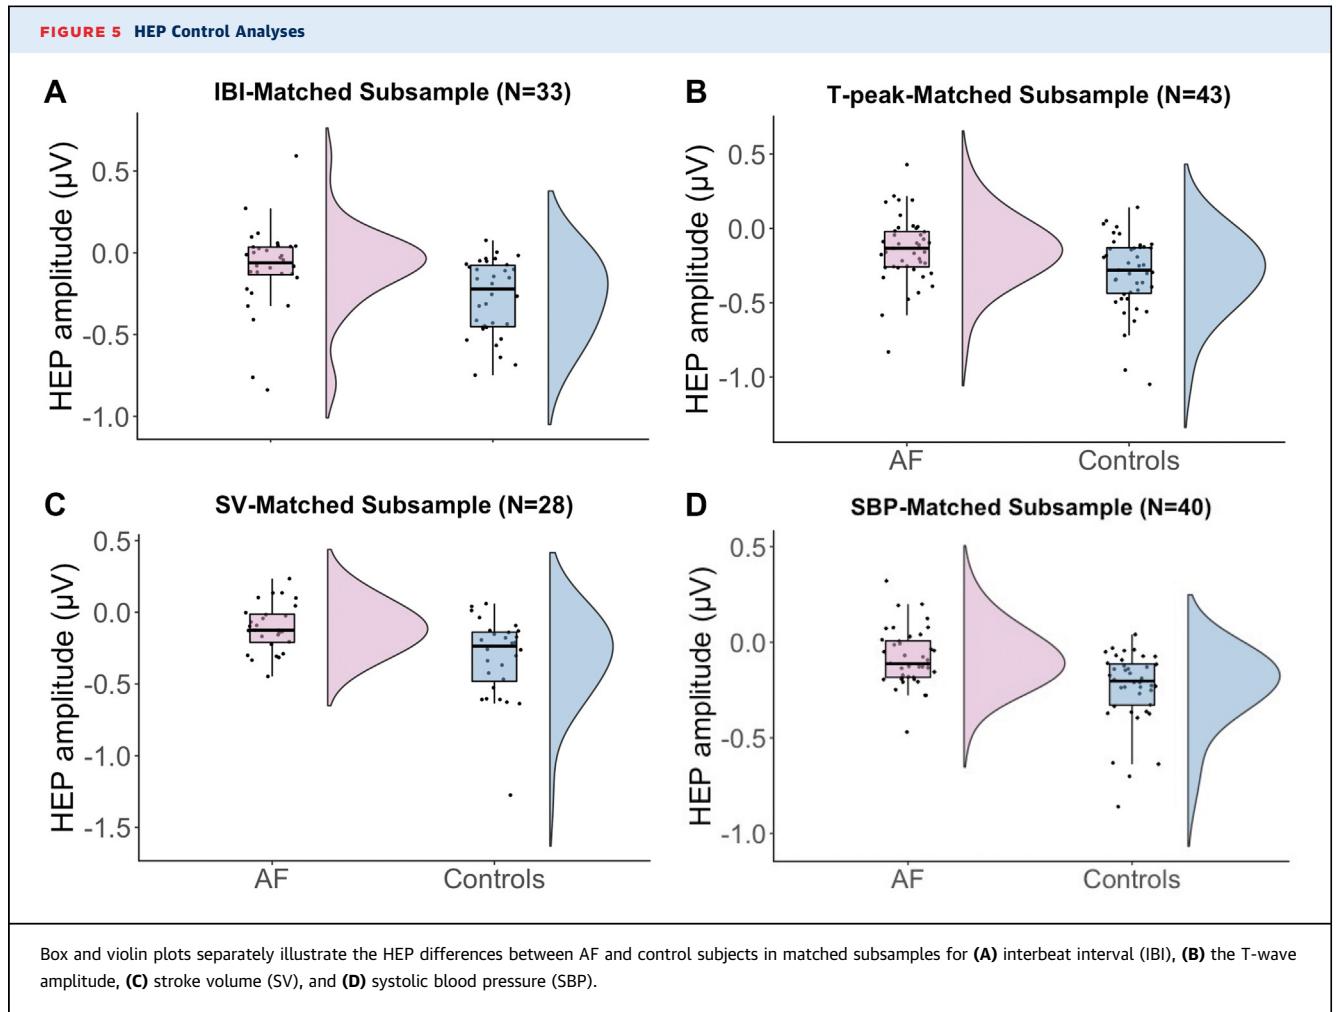 FIGURE 5 HEP Control Analyses
A
IBI-Matched Subsample (N=33)
HEP amplitude (µV)
0.5
0.0
-0.5
-1.0
B
T-peak-Matched Subsample (N=43)
HEP amplitude (µV)
0.5
0.0
-0.5
-1.0
AF Controls
C
SV-Matched Subsample (N=28)
HEP amplitude (µV)
0.5
0.0
-0.5
-1.0
-1.5
AF Controls
D
SBP-Matched Subsample (N=40)
HEP amplitude (µV)
0.5
0.0
-0.5
-1.0
AF Controls
Box and violin plots separately illustrate the HEP differences between AF and control subjects in matched subsamples for (A) interbeat interval (IBI), (B) the T-wave
amplitude, (C) stroke volume (SV), and (D) systolic blood pressure (SBP).